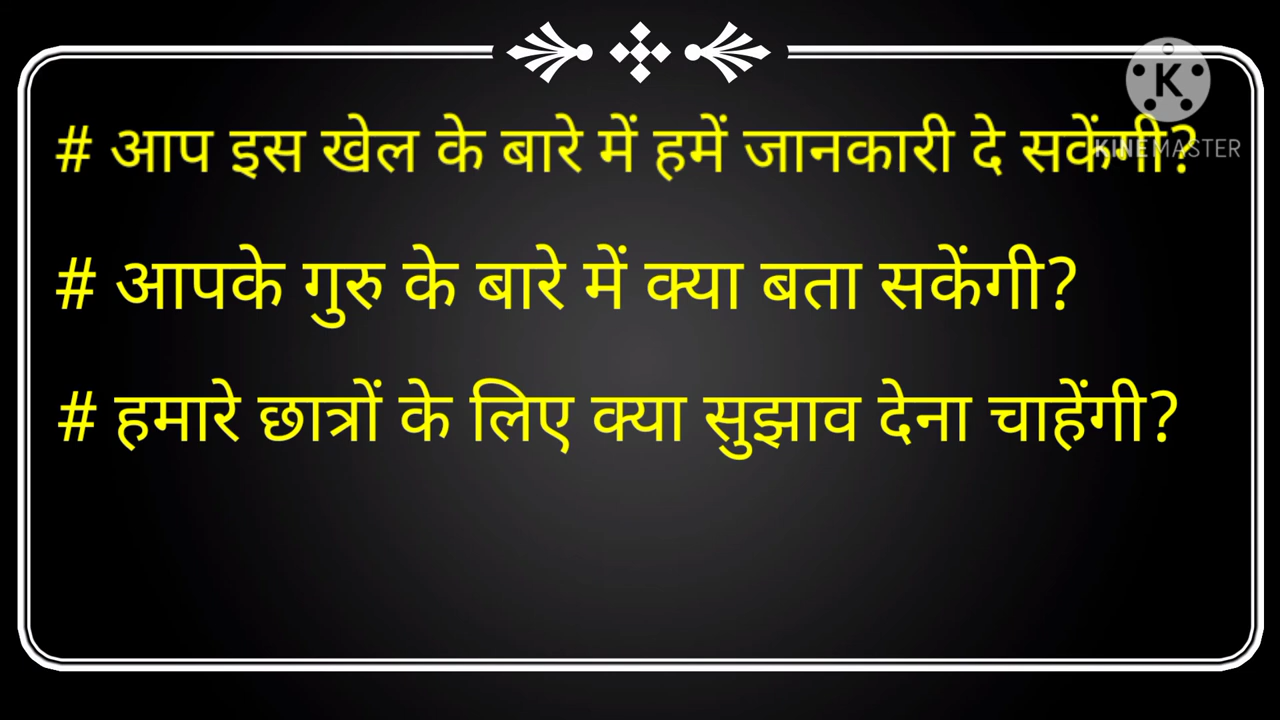 # आप इस खेल के बारे में हमें जानकारी दे सकेंगी?
# आपके गुरु के बारे में क्या बता सकेंगी?
# हमारे छात्रों के लिए क्या सुझाव देना चाहेंगी?
K
KINEMASTER